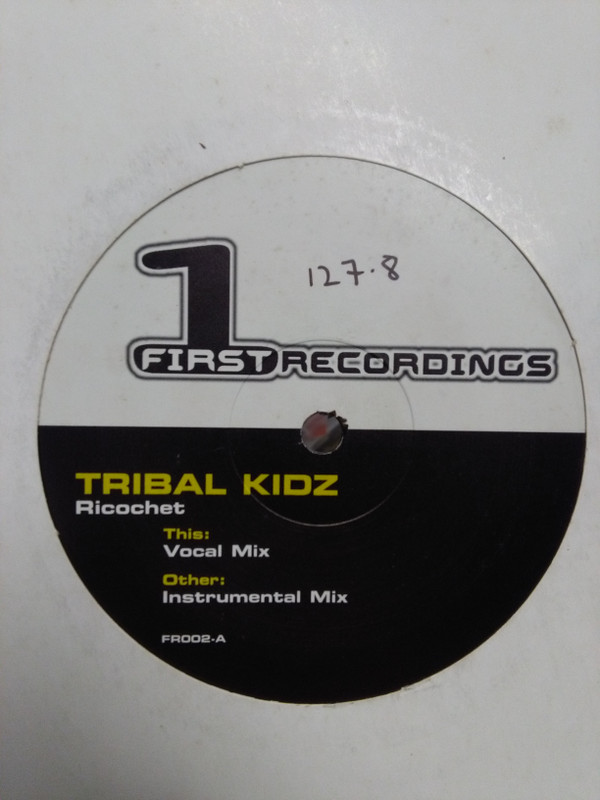 127.8
1
FIRST RECORDINGS
TRIBAL KIDZ
Ricochet
This:
Vocal Mix
Other:
Instrumental Mix
FR002-A